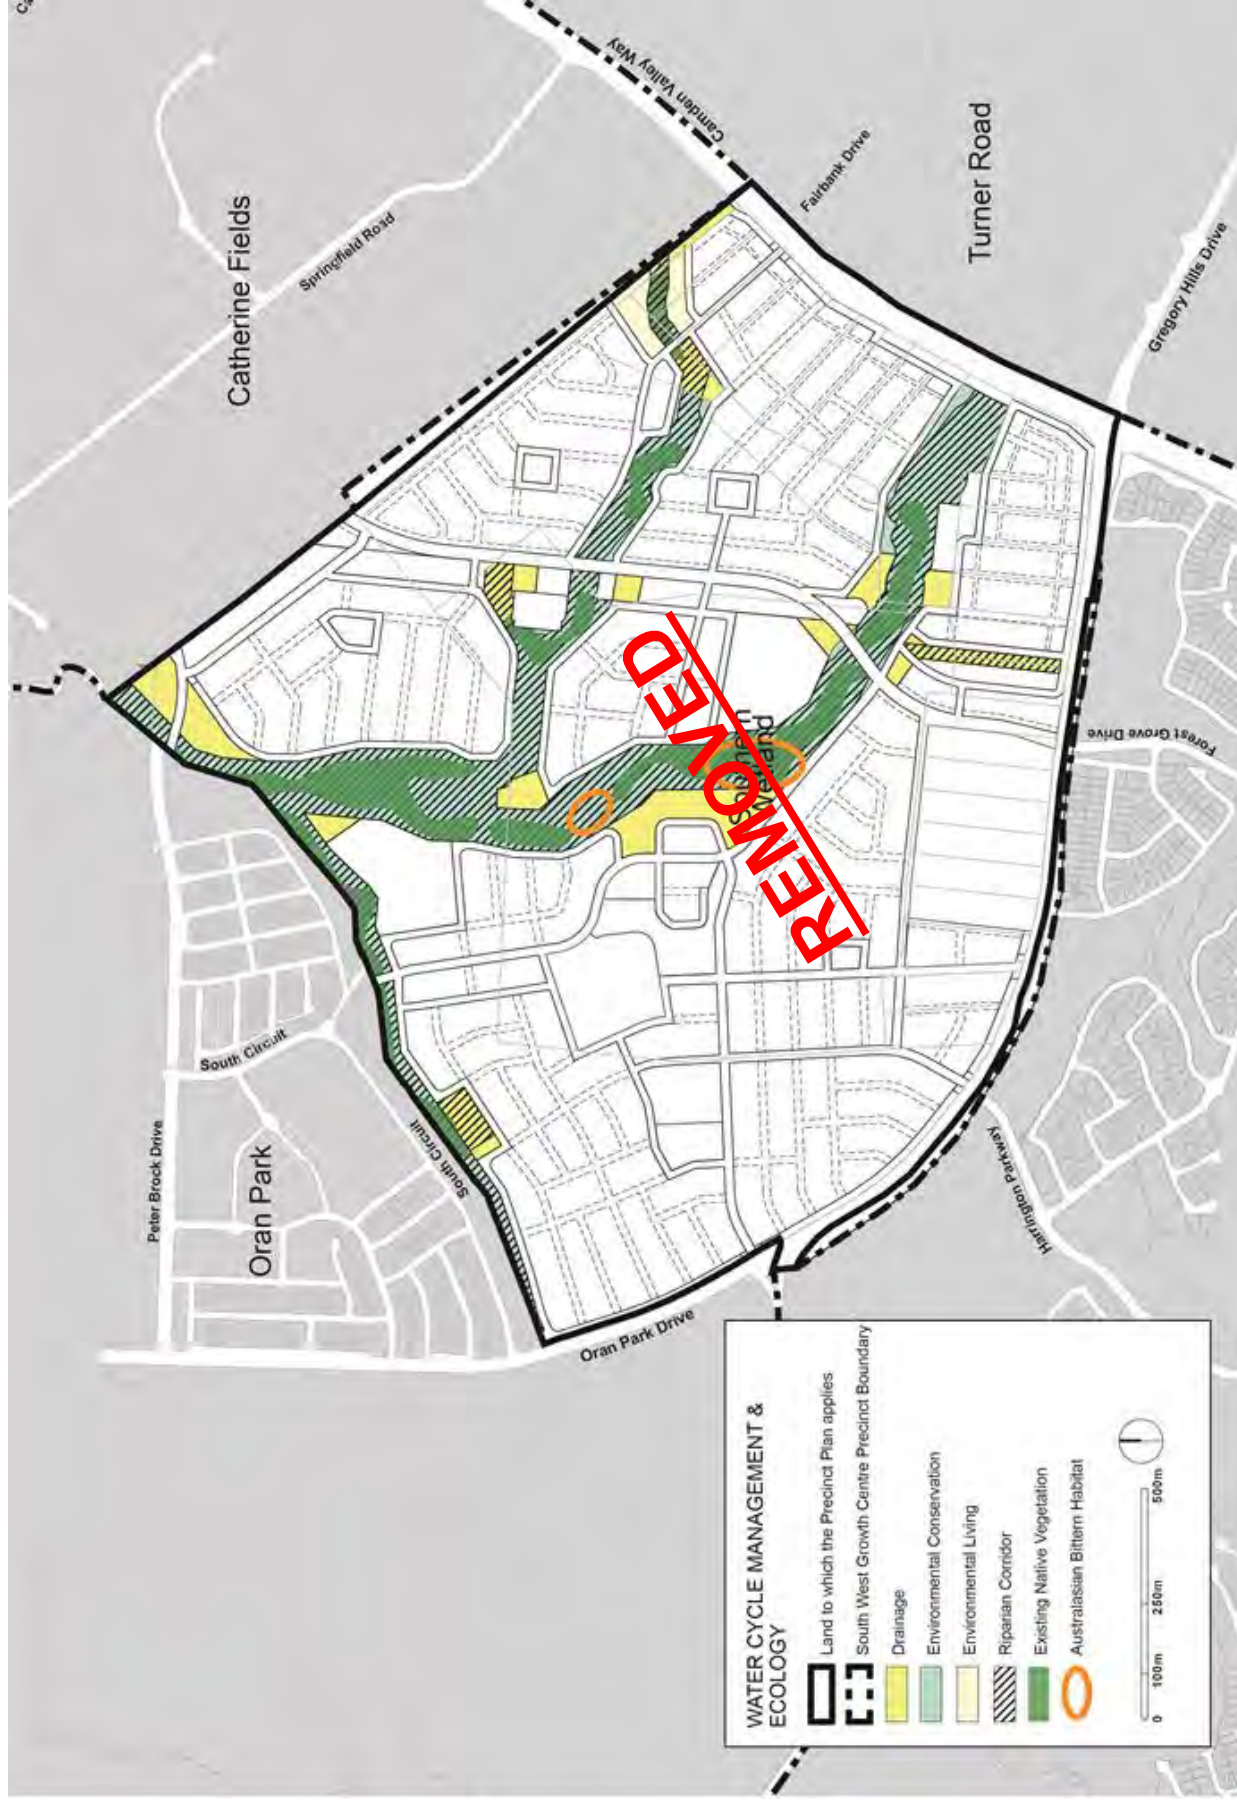 Camden Valley Way
Catherine Fields
Springfield Road
Fairbank Drive
Turner Road
Gregory Hills Drive
REMOVED
Southern
Wetland
Forest Grove Drive
South Circuit
Peter Brock Drive
Oran Park
South Circuit
Harrington Parkway
Oran Park Drive
WATER CYCLE MANAGEMENT &
ECOLOGY
Land to which the Precinct Plan applies
South West Growth Centre Precinct Boundary
Drainage
Environmental Conservation
Environmental Living
Riparian Corridor
Existing Native Vegetation
Australasian Bittern Habitat
0 100m 250m 500m